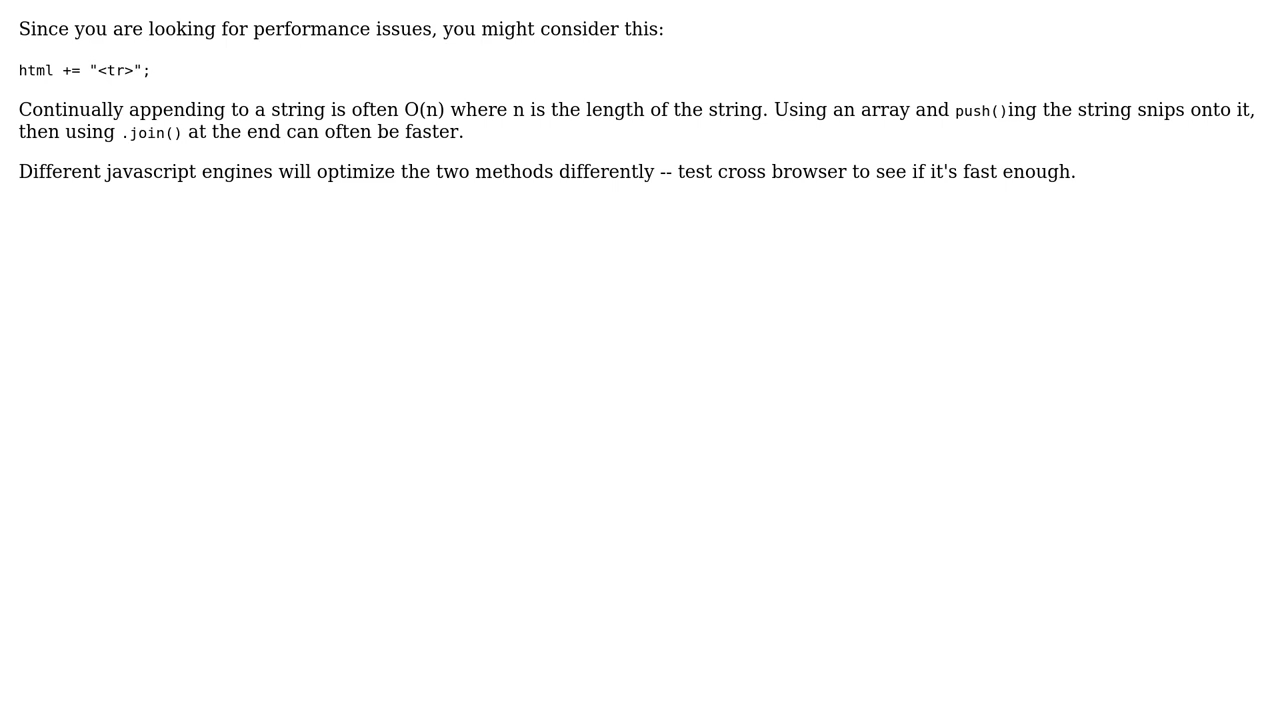 Since you are looking for performance issues, you might consider this:
html += "<tr>";
Continually appending to a string is often O(n) where n is the length of the string. Using an array and push()ing the string snips onto it,
then using .join() at the end can often be faster.
Different javascript engines will optimize the two methods differently -- test cross browser to see if it's fast enough.